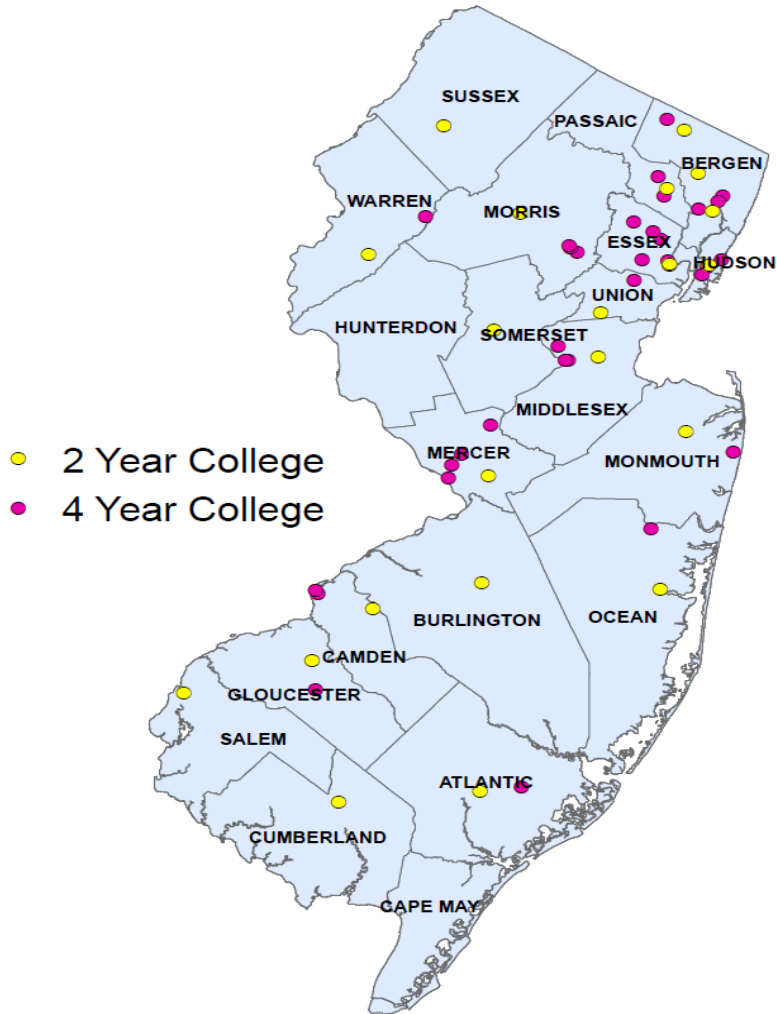 SUSSEX
PASSAIC
BERGEN
WARREN
MORRIS
ESSEX
HUDSON
UNION
HUNTERDON
SOMERSET
MIDDLESEX
MERCER
MONMOUTH
2 Year College
4 Year College
BURLINGTON
OCEAN
CAMDEN
GLOUCESTER
SALEM
ATLANTIC
CUMBERLAND
CAPE MAY